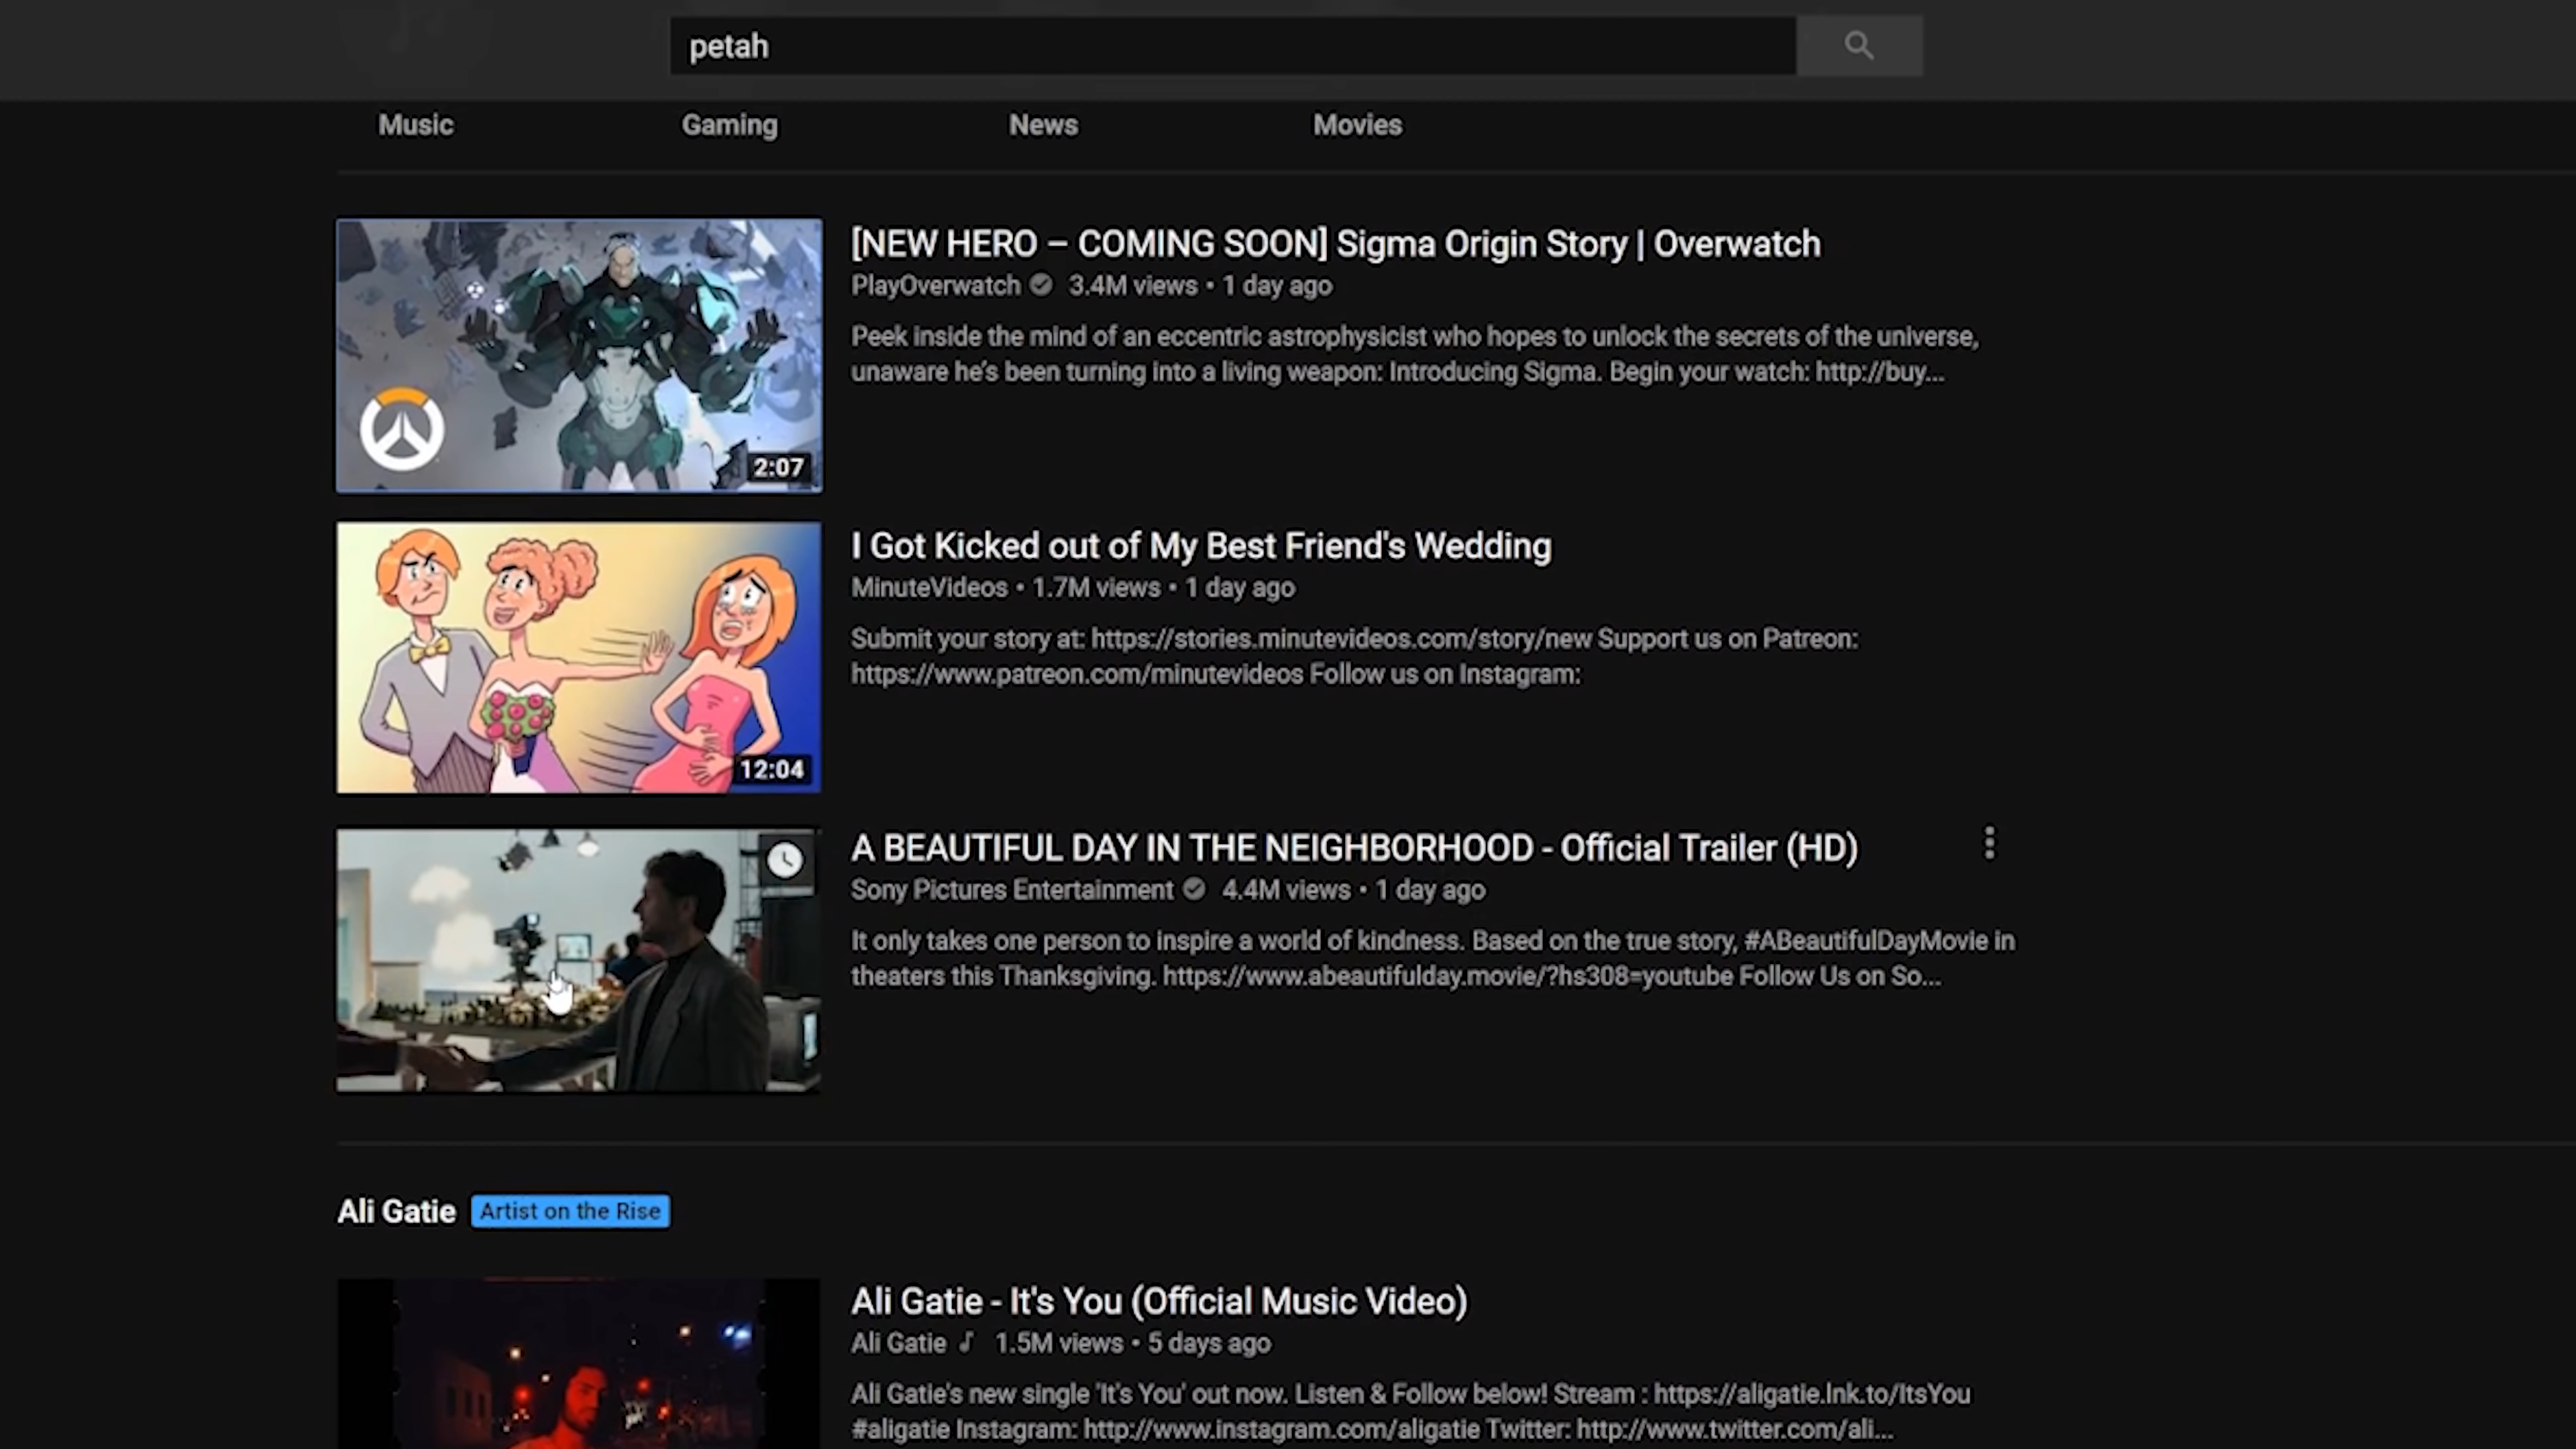 petah
Music Gaming News Movies
[NEW HERO – COMING SOON] Sigma Origin Story | Overwatch
PlayOverwatch 3.4M views • 1 day ago
Peek inside the mind of an eccentric astrophysicist who hopes to unlock the secrets of the universe,
unaware he's been turning into a living weapon: Introducing Sigma. Begin your watch: http://buy...
2:07
I Got Kicked out of My Best Friend's Wedding
MinuteVideos • 1.7M views • 1 day ago
Submit your story at: https://stories.minutevideos.com/story/new Support us on Patreon:
https://www.patreon.com/minutevideos Follow us on Instagram:
12:04
A BEAUTIFUL DAY IN THE NEIGHBORHOOD - Official Trailer (HD)
Sony Pictures Entertainment 4.4M views • 1 day ago
It only takes one person to inspire a world of kindness. Based on the true story, #ABeautifulDayMovie in
theaters this Thanksgiving. https://www.abeautifulday.movie/?hs308=youtube Follow Us on So...
Ali Gatie Artist on the Rise
Ali Gatie - It's You (Official Music Video)
Ali Gatie 1.5M views • 5 days ago
Ali Gatie's new single 'It's You' out now. Listen & Follow below! Stream : https://aligatie.lnk.to/ItsYou
#aligatie Instagram: http://www.instagram.com/aligatie Twitter: http://www.twitter.com/ali...